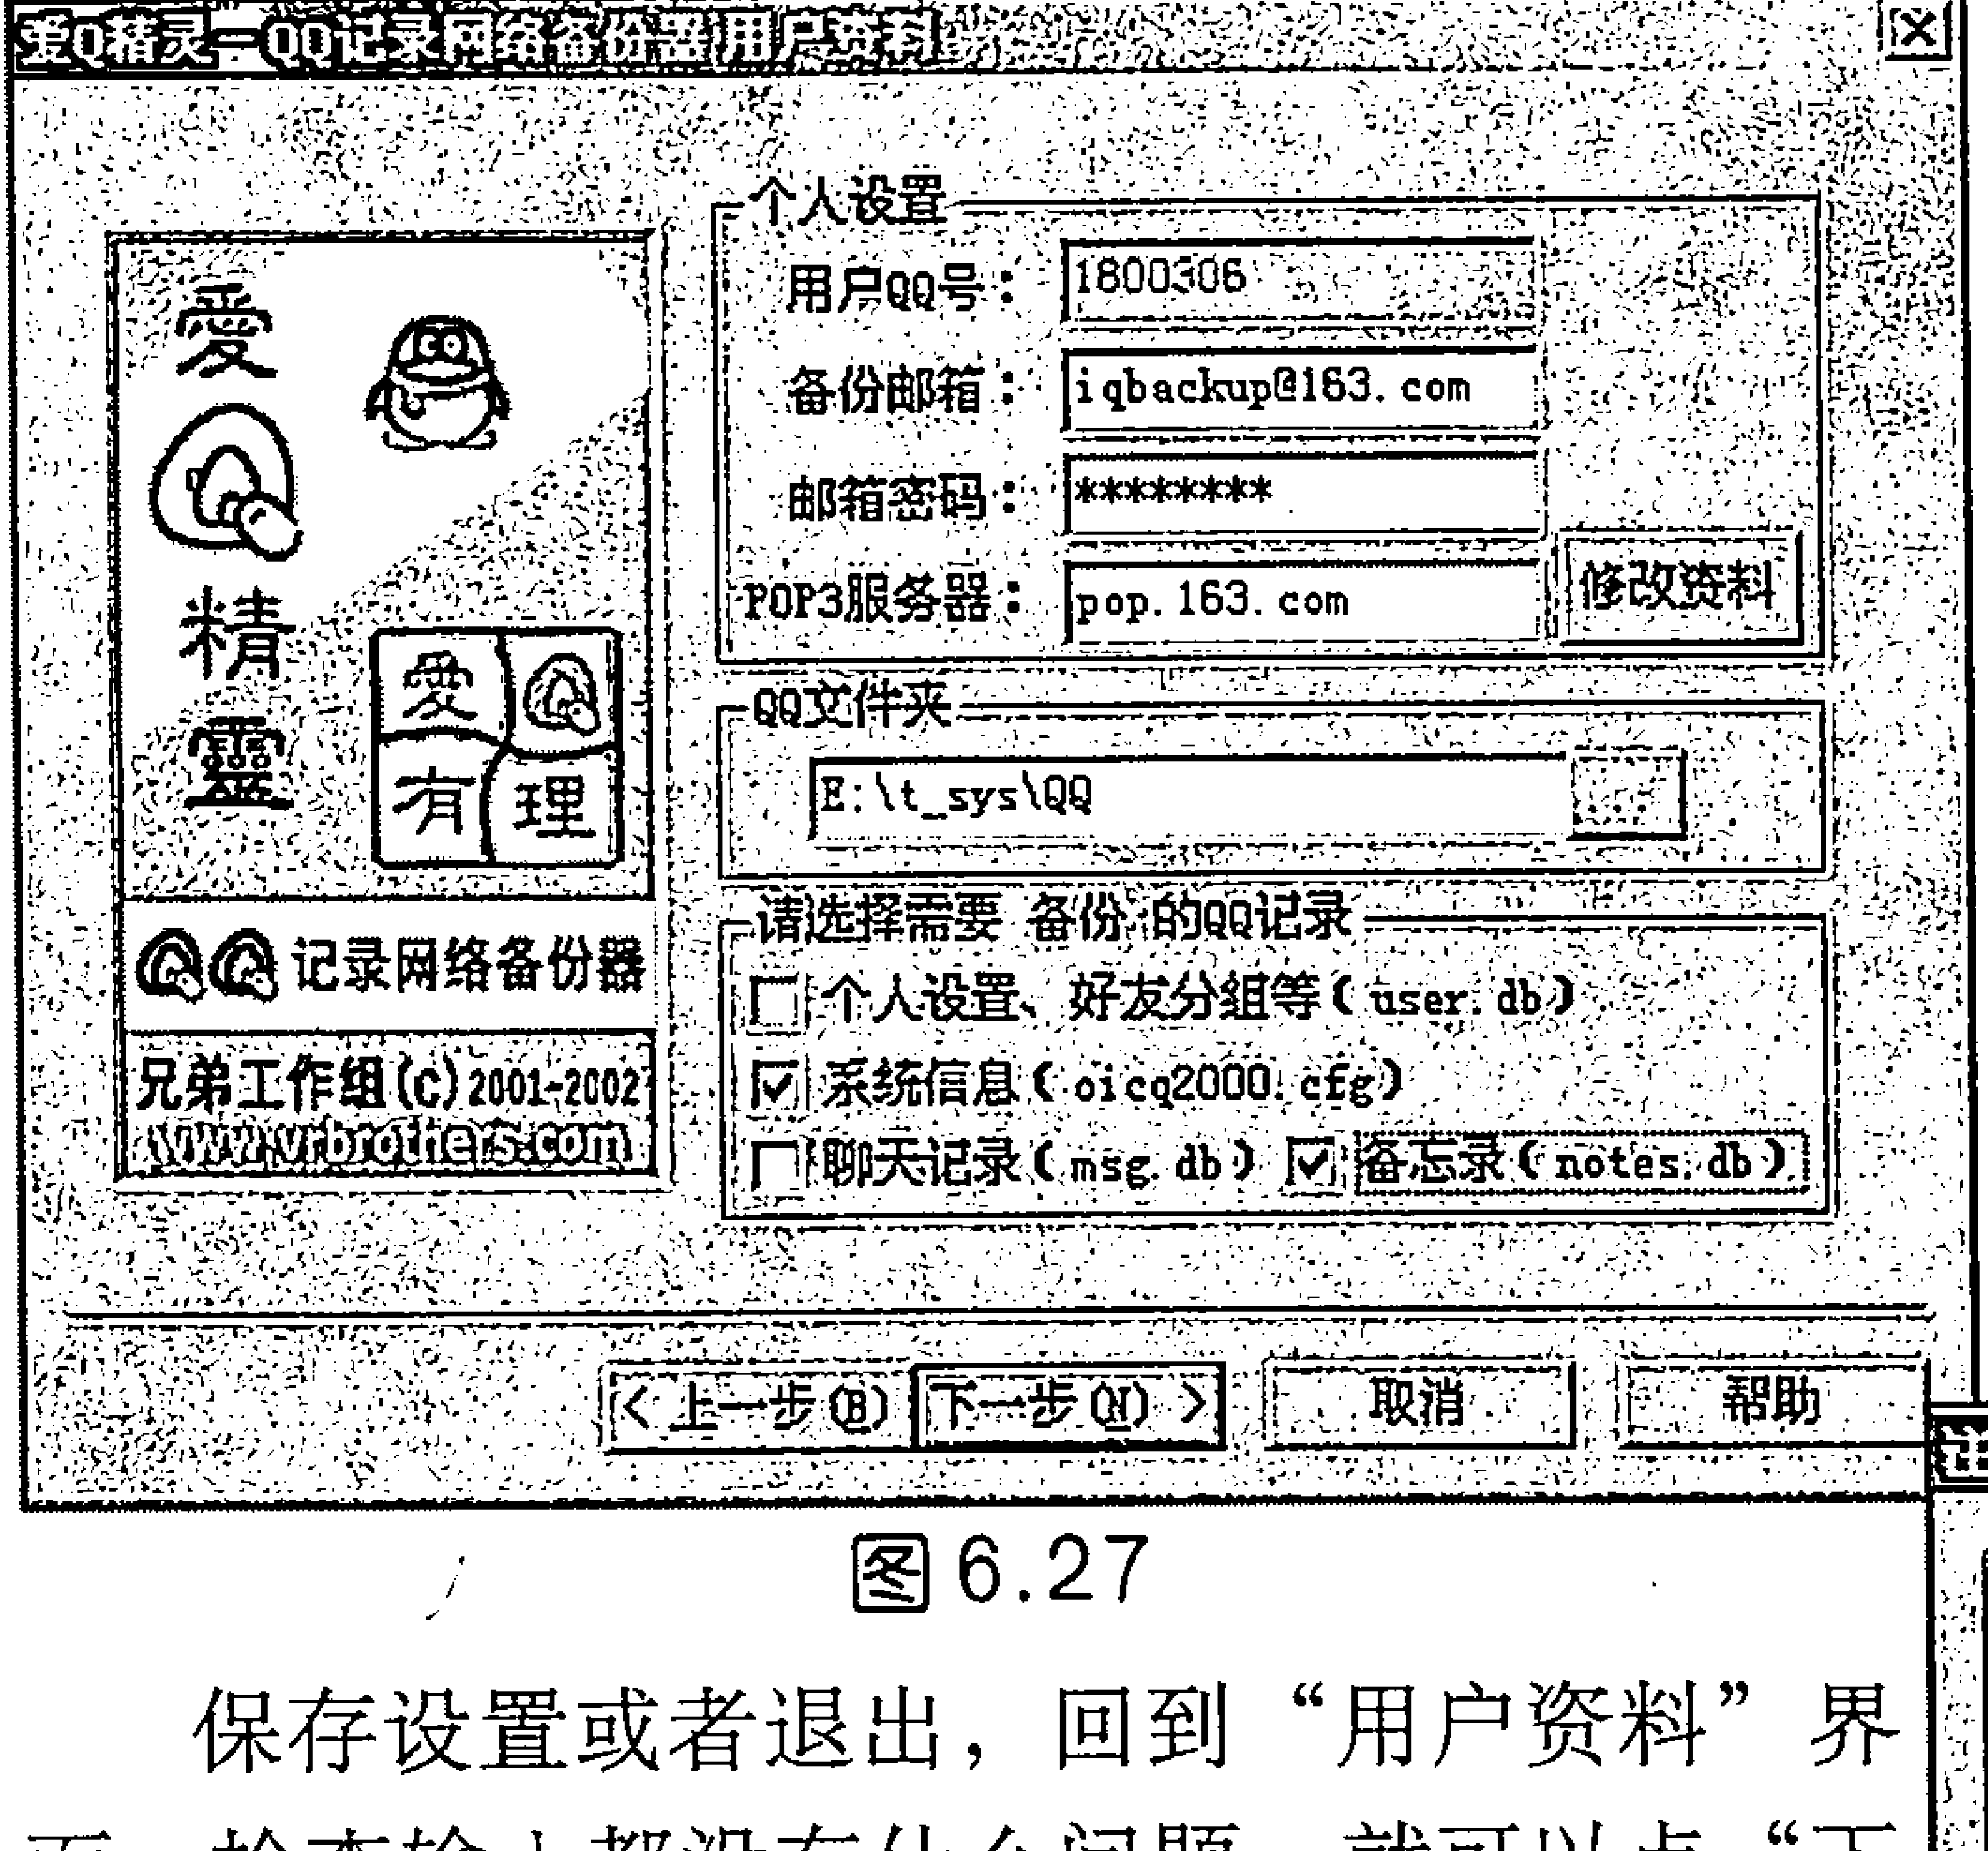 爱Q精灵-QQ记录网络备份器用户资料
愛
Q
精
靈
愛Q
有理
QQ记录网络备份器
兄弟工作组(C)2001-2002
www.vrbrothers.com
个人设置
用户QQ号： 1800306
备份邮箱： iqbackup@163.com
邮箱密码： ********
POP3服务器： pop.163.com
修改资料
QQ文件夹
E:\t_sys\QQ
请选择需要 备份 的QQ记录
个人设置、好友分组等(user.db)
系统信息(oicq2000.cfg)
聊天记录(msg.db) 备忘录(notes.db)
< 上一步(B) 下一步(N) > 取消 帮助
图6.27
保存设置或者退出，回到“用户资料”界